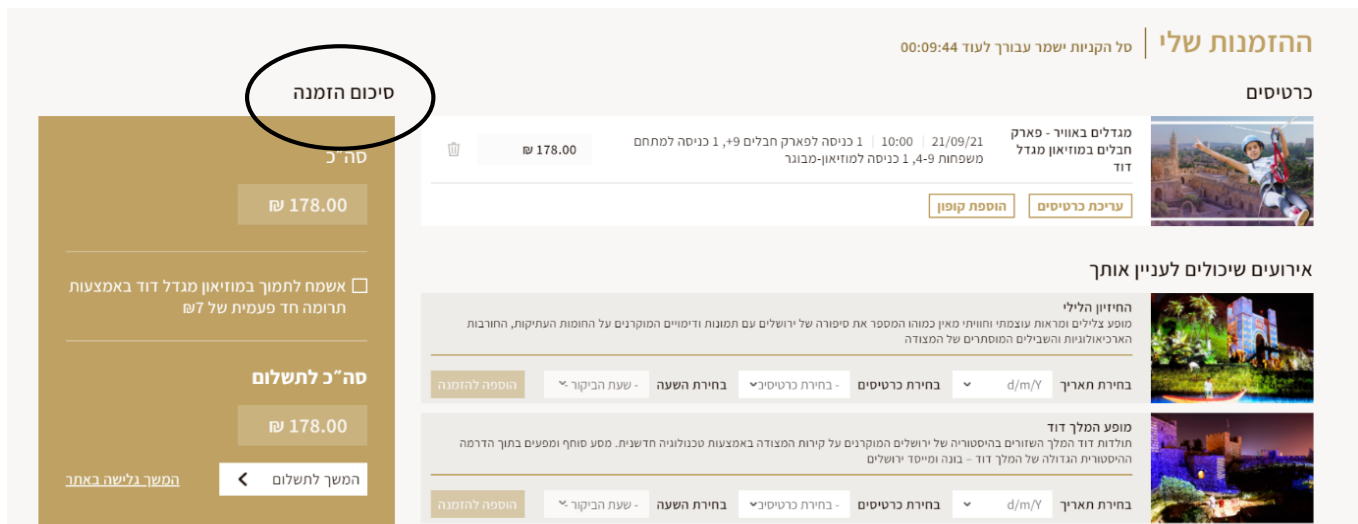 ההזמנות שלי
סל הקניות ישמר עבורך לעוד 00:09:44
כרטיסים
מגדלים באוויר - פארק
חבלים במוזיאון מגדל
דוד
21/09/21 | 10:00 | 1 כניסה לפארק חבלים 9+, 1 כניסה למתחם
משפחות 4-9, 1 כניסה למוזיאון-מבוגר
178.00 ₪
עריכת כרטיסים
הוספת קופון
אירועים שיכולים לעניין אותך
החיזיון הלילי
מופע צלילים ומראות עוצמתי וחוויתי מאין כמוהו המספר את סיפורה של ירושלים עם תמונות ודימויים המוקרנים על החומות העתיקות, החורבות
הארכיאולוגיות והשבילים המוסתרים של המצודה
בחירת תאריך d/m/Y בחירת כרטיסים - בחירת כרטיסים- בחירת השעה - שעת הביקור - הוספה להזמנה
מופע המלך דוד
תולדות דוד המלך השזורים בהיסטוריה של ירושלים המוקרנים על קירות המצודה באמצעות טכנולוגיה חדשנית. מסע סוחף ומפעים בתוך הדרמה
ההיסטורית הגדולה של המלך דוד – בונה ומייסד ירושלים
בחירת תאריך d/m/Y בחירת כרטיסים - בחירת כרטיסים- בחירת השעה - שעת הביקור - הוספה להזמנה
סיכום הזמנה
סה״כ
178.00 ₪
אשמח לתמוך במוזיאון מגדל דוד באמצעות
תרומה חד פעמית של 7₪
סה״כ לתשלום
178.00 ₪
המשך לתשלום
המשך גלישה באתר